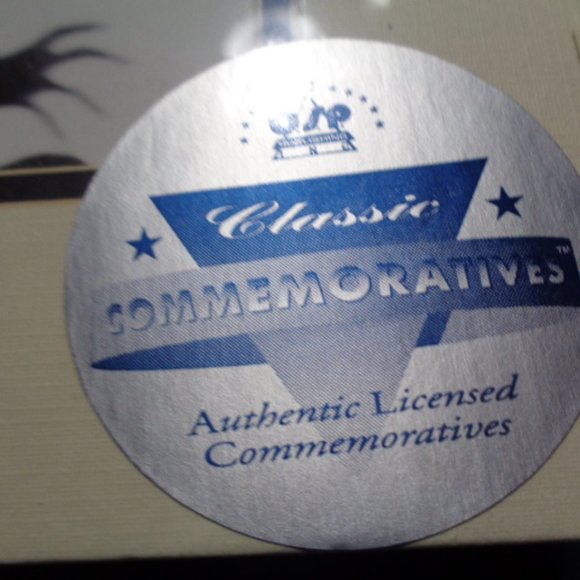 Classic
COMMEMORATIVES™
Authentic Licensed
Commemoratives